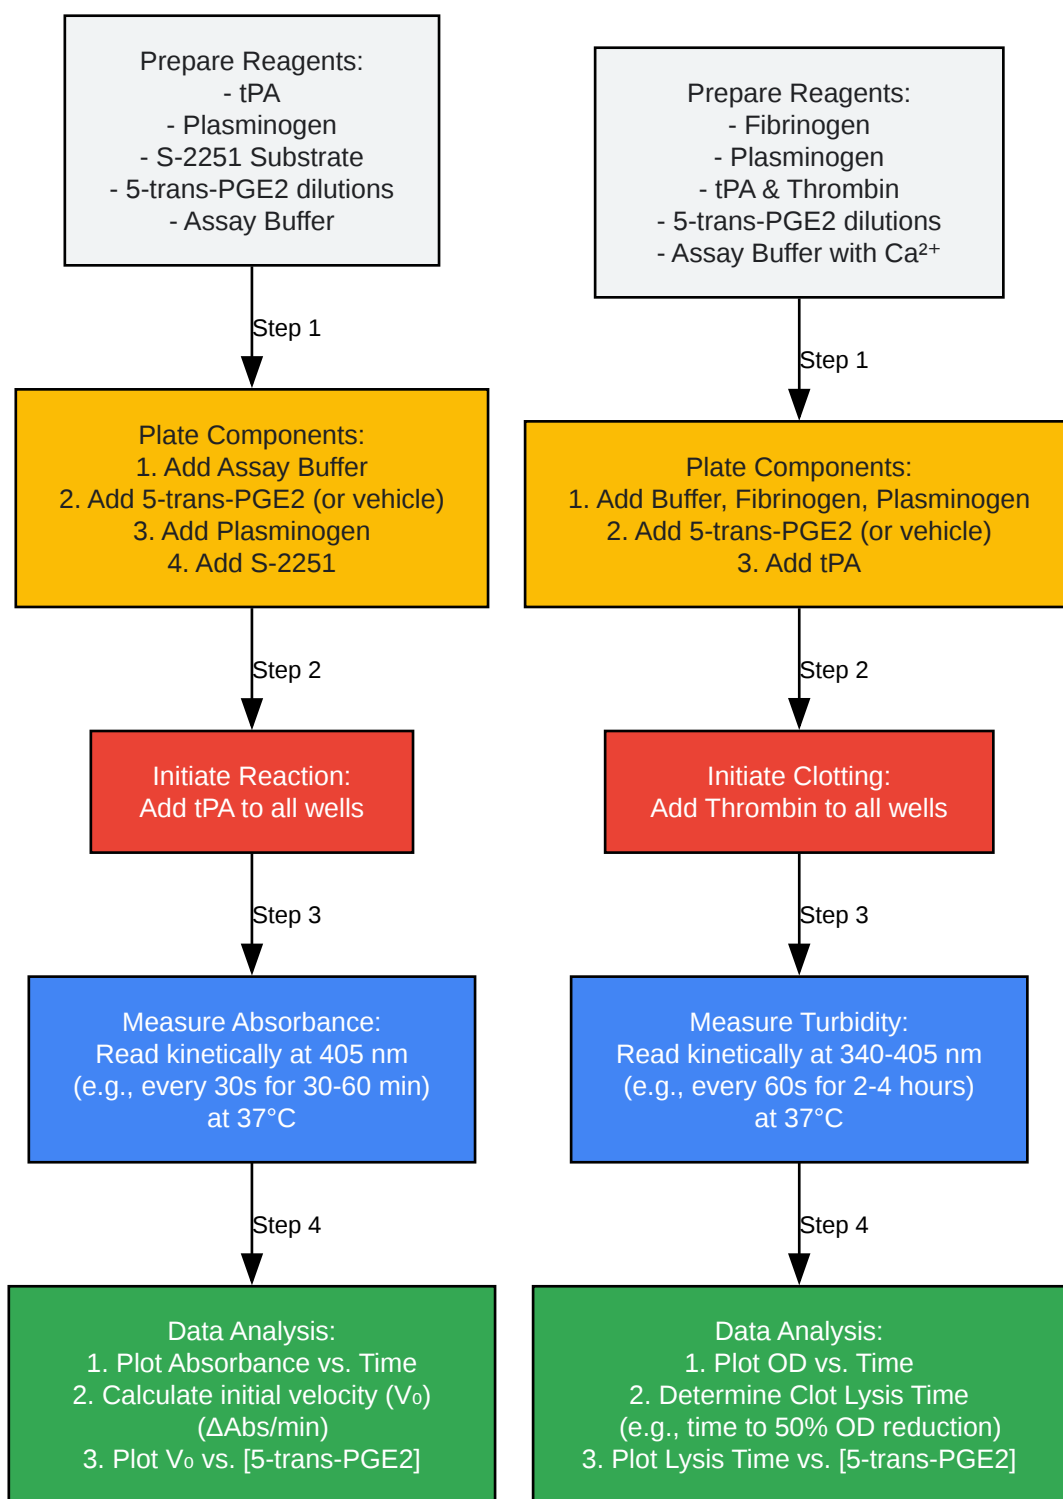 Prepare Reagents:
- tPA
- Plasminogen
- S-2251 Substrate
- 5-trans-PGE2 dilutions
- Assay Buffer
Step 1
Plate Components:
1. Add Assay Buffer
2. Add 5-trans-PGE2 (or vehicle)
3. Add Plasminogen
4. Add S-2251
Step 2
Initiate Reaction:
Add tPA to all wells
Step 3
Measure Absorbance:
Read kinetically at 405 nm
(e.g., every 30s for 30-60 min)
at 37°C
Step 4
Data Analysis:
1. Plot Absorbance vs. Time
2. Calculate initial velocity (V₀)
(ΔAbs/min)
3. Plot V₀ vs. [5-trans-PGE2]
Prepare Reagents:
- Fibrinogen
- Plasminogen
- tPA & Thrombin
- 5-trans-PGE2 dilutions
- Assay Buffer with Ca²⁺
Step 1
Plate Components:
1. Add Buffer, Fibrinogen, Plasminogen
2. Add 5-trans-PGE2 (or vehicle)
3. Add tPA
Step 2
Initiate Clotting:
Add Thrombin to all wells
Step 3
Measure Turbidity:
Read kinetically at 340-405 nm
(e.g., every 60s for 2-4 hours)
at 37°C
Step 4
Data Analysis:
1. Plot OD vs. Time
2. Determine Clot Lysis Time
(e.g., time to 50% OD reduction)
3. Plot Lysis Time vs. [5-trans-PGE2]